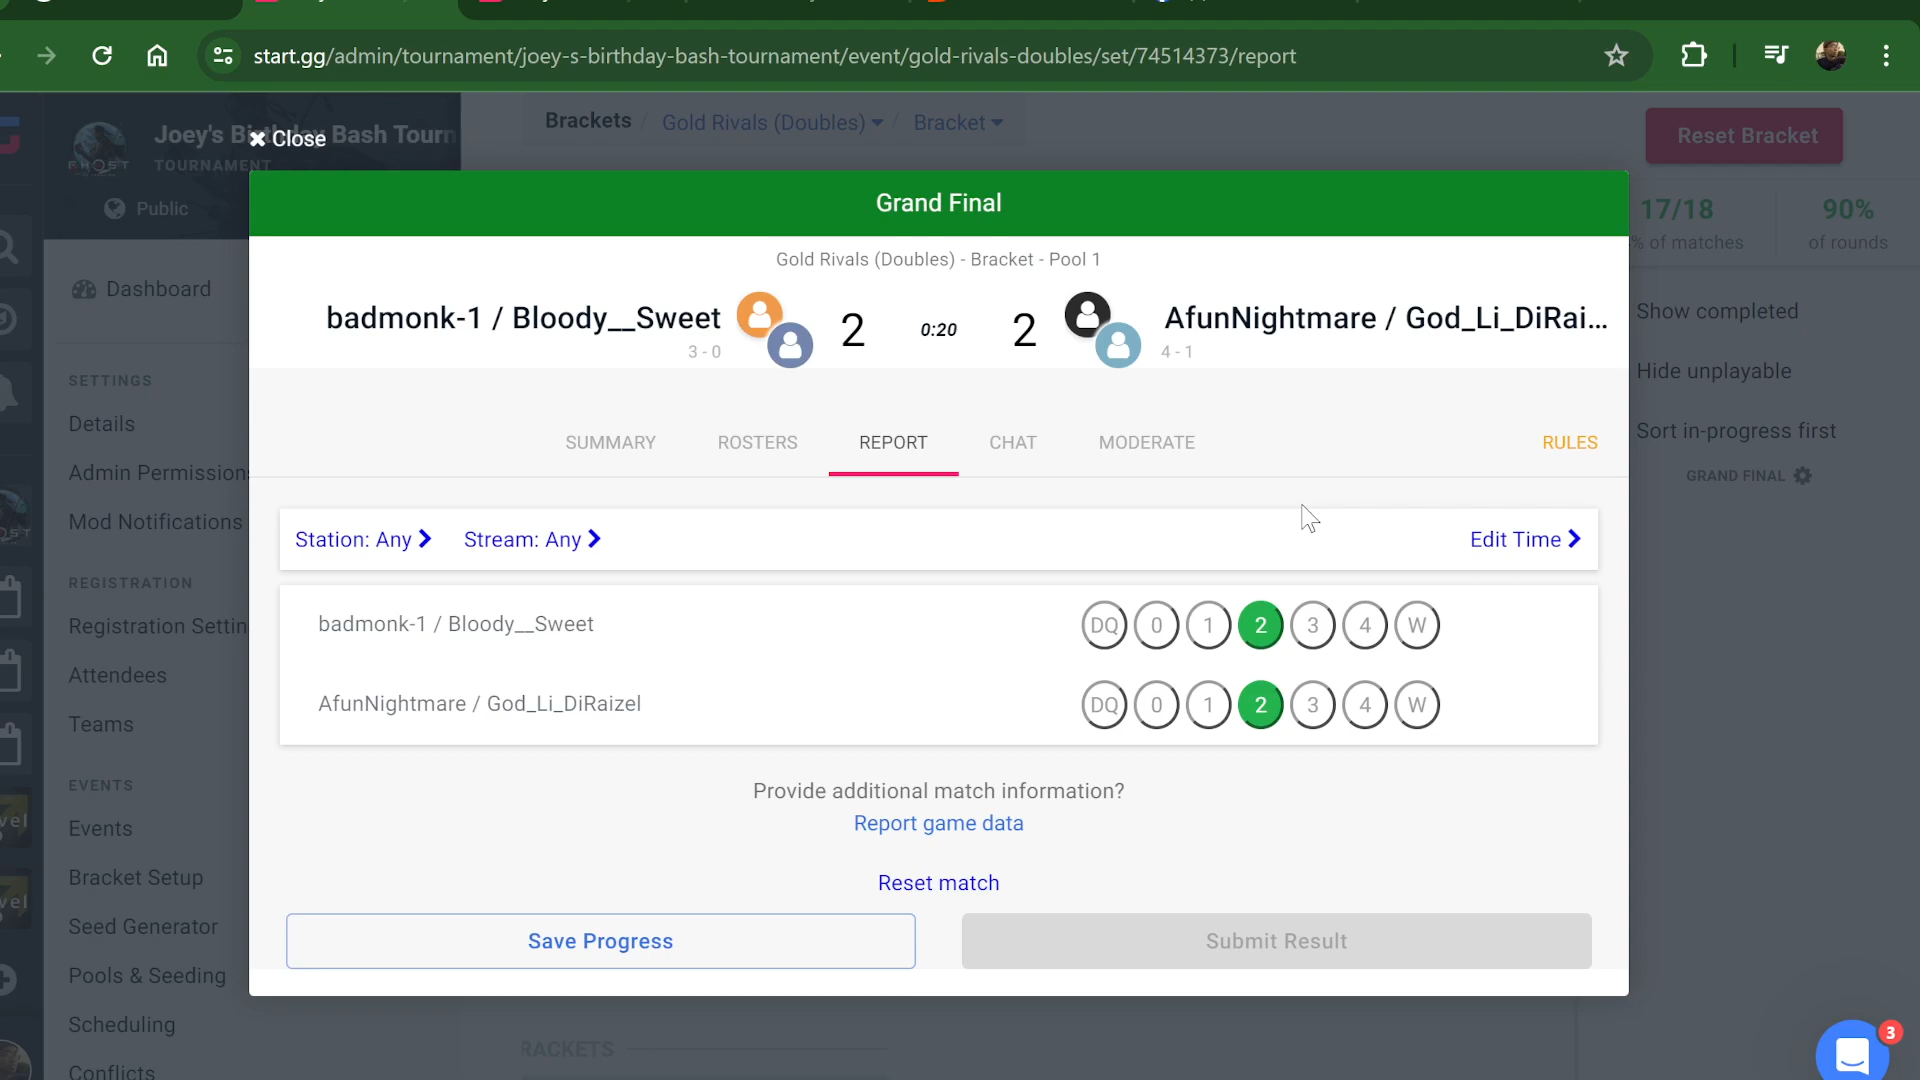 start.gg/admin/tournament/joey-s-birthday-bash-tournament/event/gold-rivals-doubles/set/74514373/report
Joey's Bi
Bash Tourn
Close
TOURNAMENT
Public
Brackets / Gold Rivals (Doubles) / Bracket
Reset Bracket
17/18
% of matches
90%
of rounds
Grand Final
Gold Rivals (Doubles) - Bracket - Pool 1
badmonk-1 / Bloody__Sweet
3 - 0
2
0:20
2
AfunNightmare / God_Li_DiRai...
4 - 1
SUMMARY
ROSTERS
REPORT
CHAT
MODERATE
RULES
Station: Any
Stream: Any
Edit Time
badmonk-1 / Bloody__Sweet
DQ 0 1 2 3 4 W
AfunNightmare / God_Li_DiRaizel
DQ 0 1 2 3 4 W
Provide additional match information?
Report game data
Reset match
Save Progress
Submit Result
Dashboard
SETTINGS
Details
Admin Permission
Mod Notifications
REGISTRATION
Registration Settin
Attendees
Teams
EVENTS
Events
Bracket Setup
Seed Generator
Pools & Seeding
Scheduling
Conflicts
Show completed
Hide unplayable
Sort in-progress first
GRAND FINAL
RACKETS
vel
vel
3